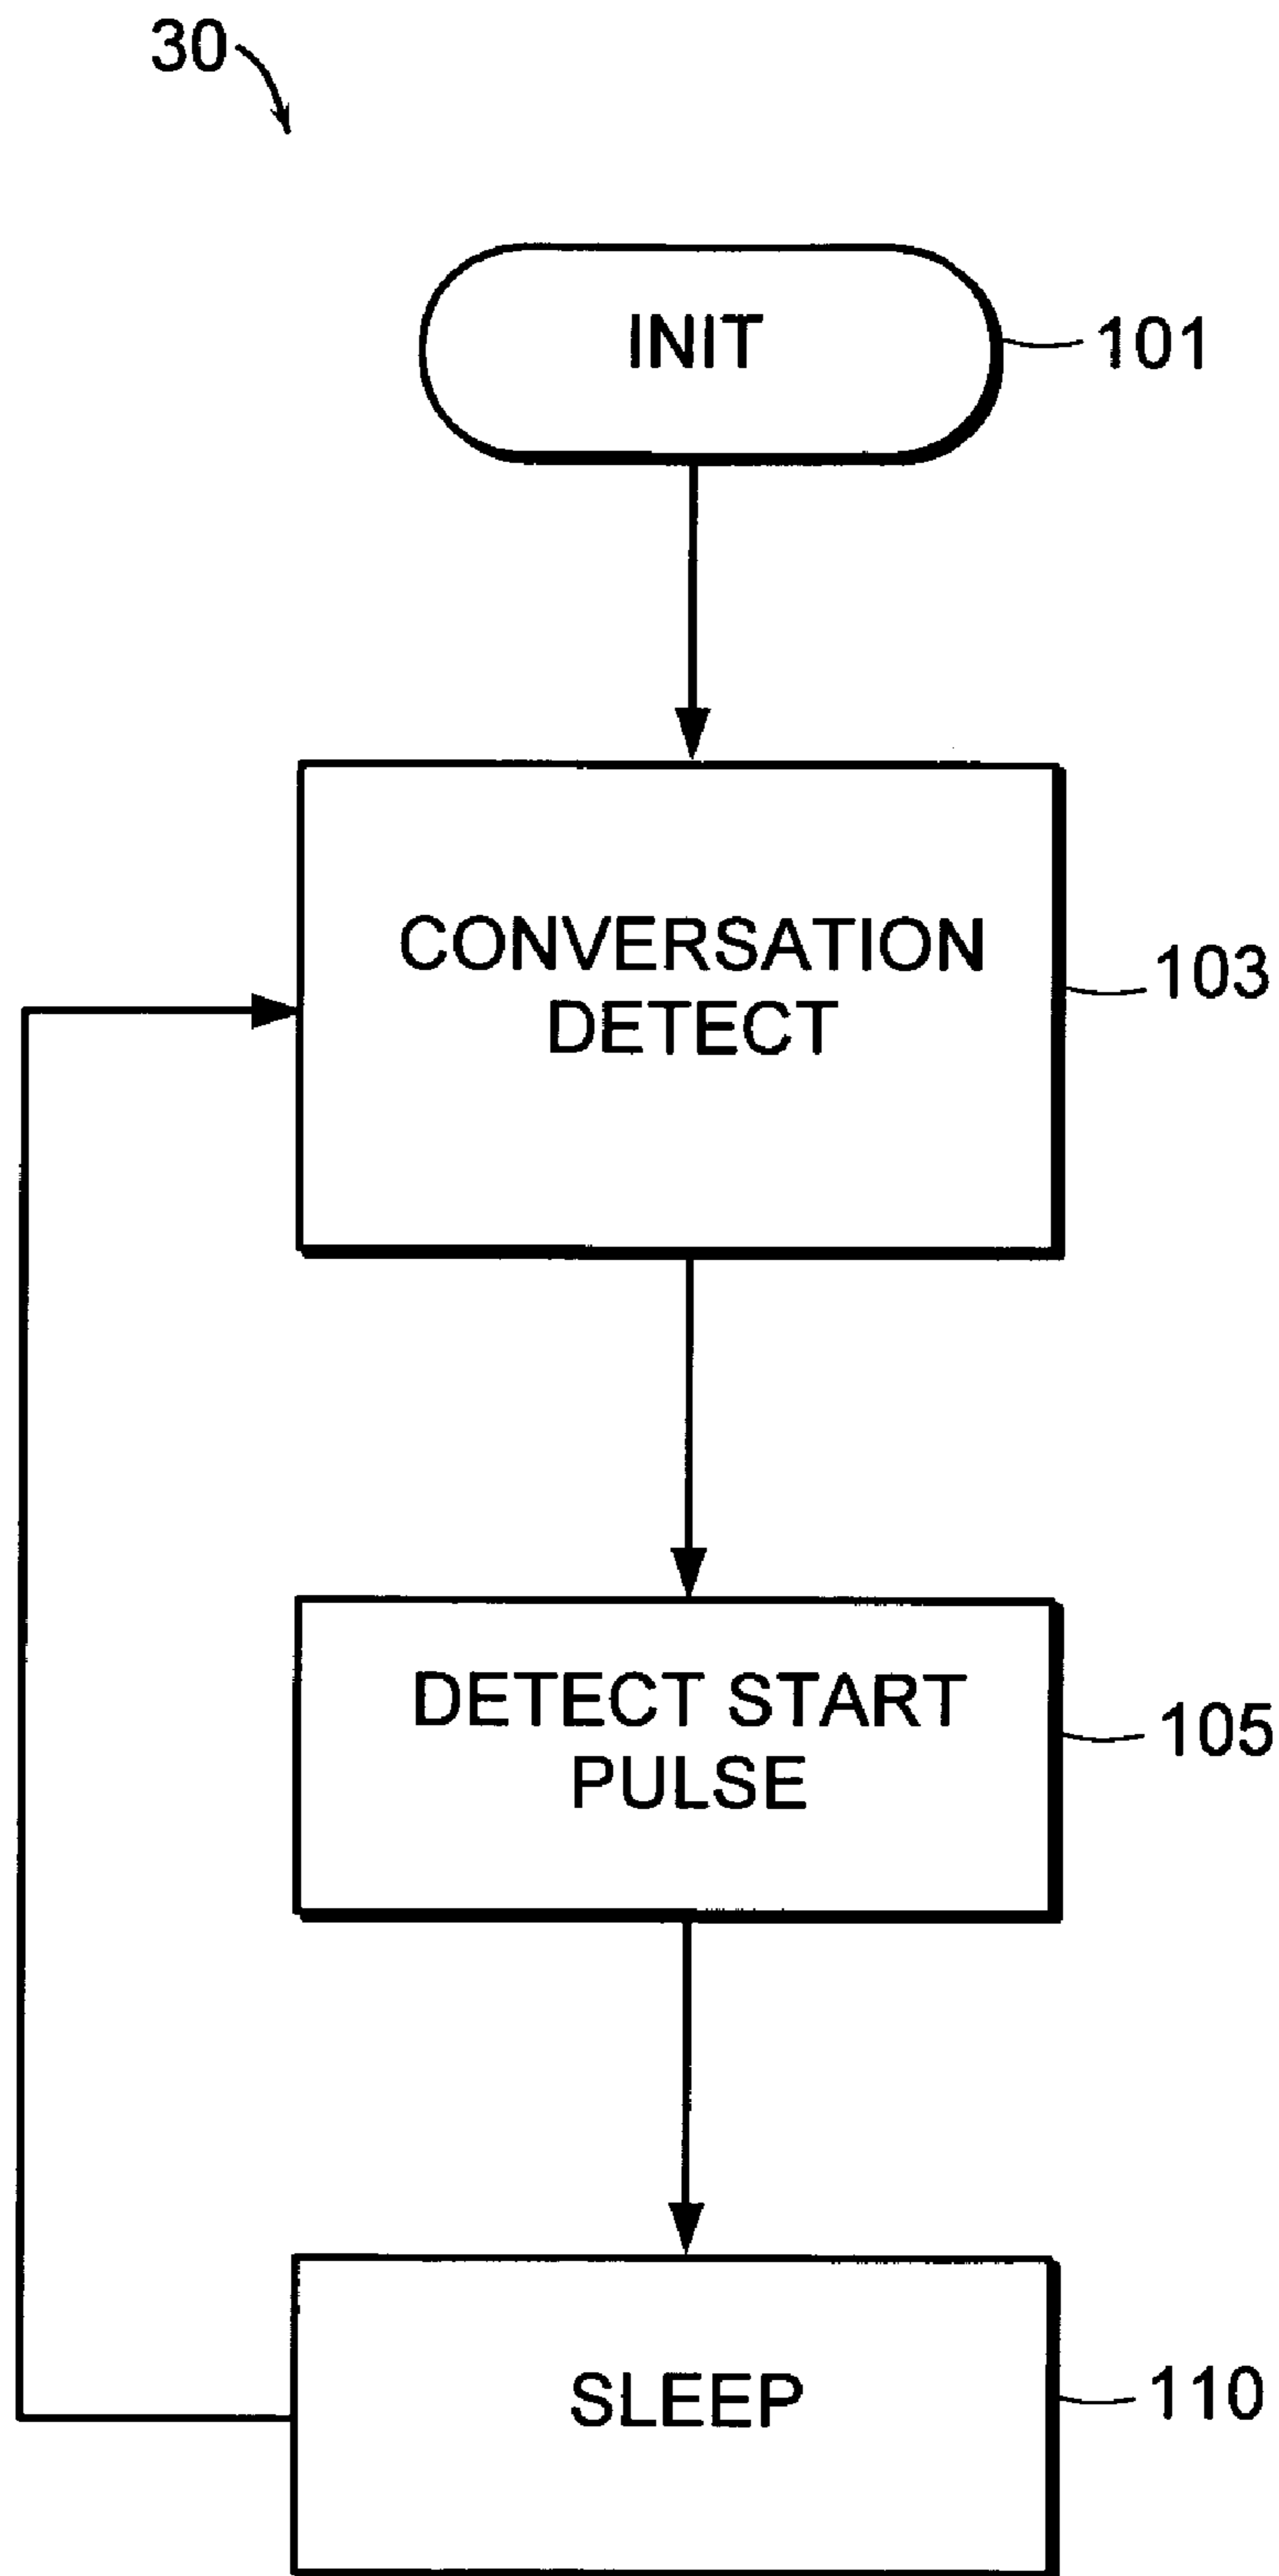 30
INIT
101
CONVERSATION
DETECT
103
DETECT START
PULSE
105
SLEEP
110